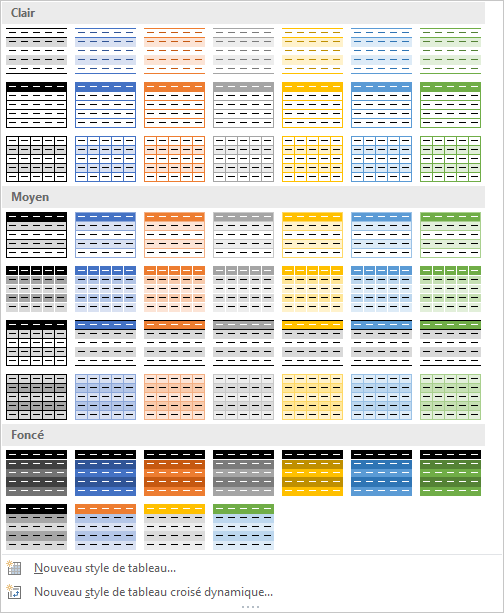 Clair
Moyen
Foncé
Nouveau style de tableau...
Nouveau style de tableau croisé dynamique...